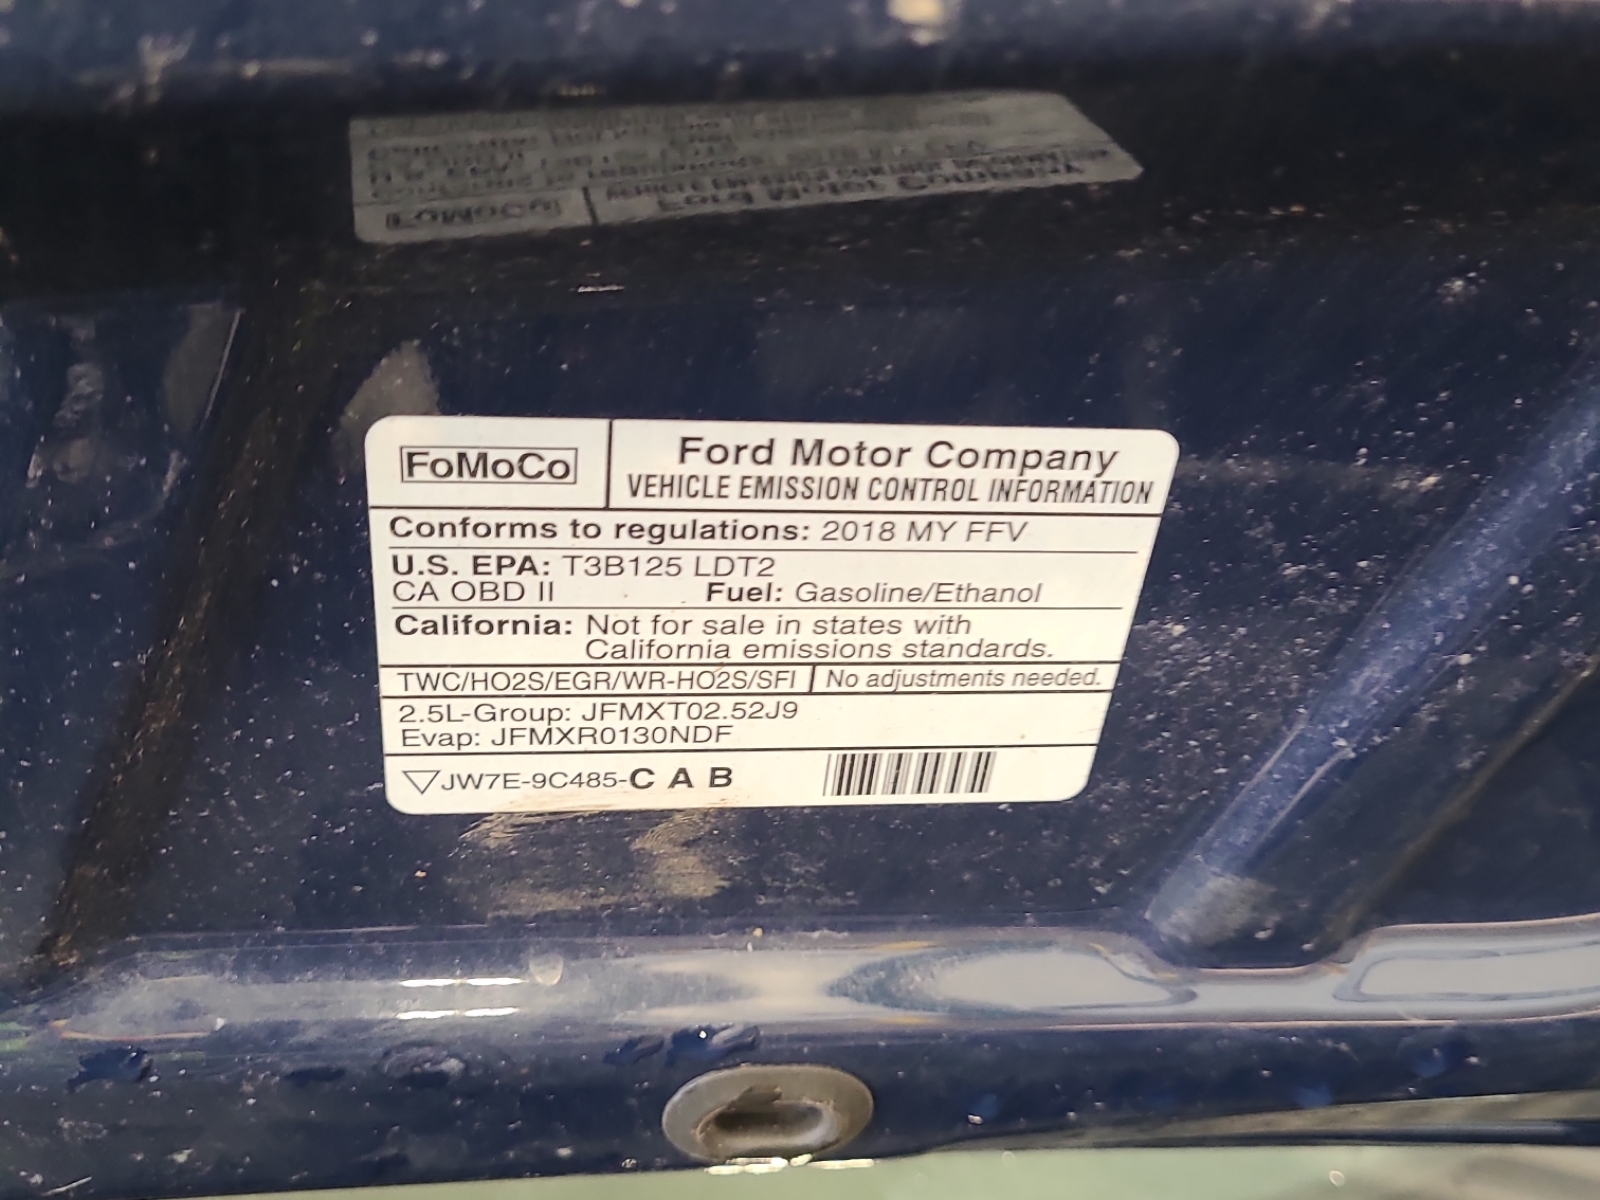 FoMoCo
Ford Motor Company
VEHICLE EMISSION CONTROL INFORMATION
Conforms to regulations: 2018 MY FFV
U.S. EPA: T3B125 LDT2
CA OBD II Fuel: Gasoline/Ethanol
California: Not for sale in states with
California emissions standards.
TWC/HO2S/EGR/WR-HO2S/SFI No adjustments needed.
2.5L-Group: JFMXT02.52J9
Evap: JFMXR0130NDF
JW7E-9C485-C A B